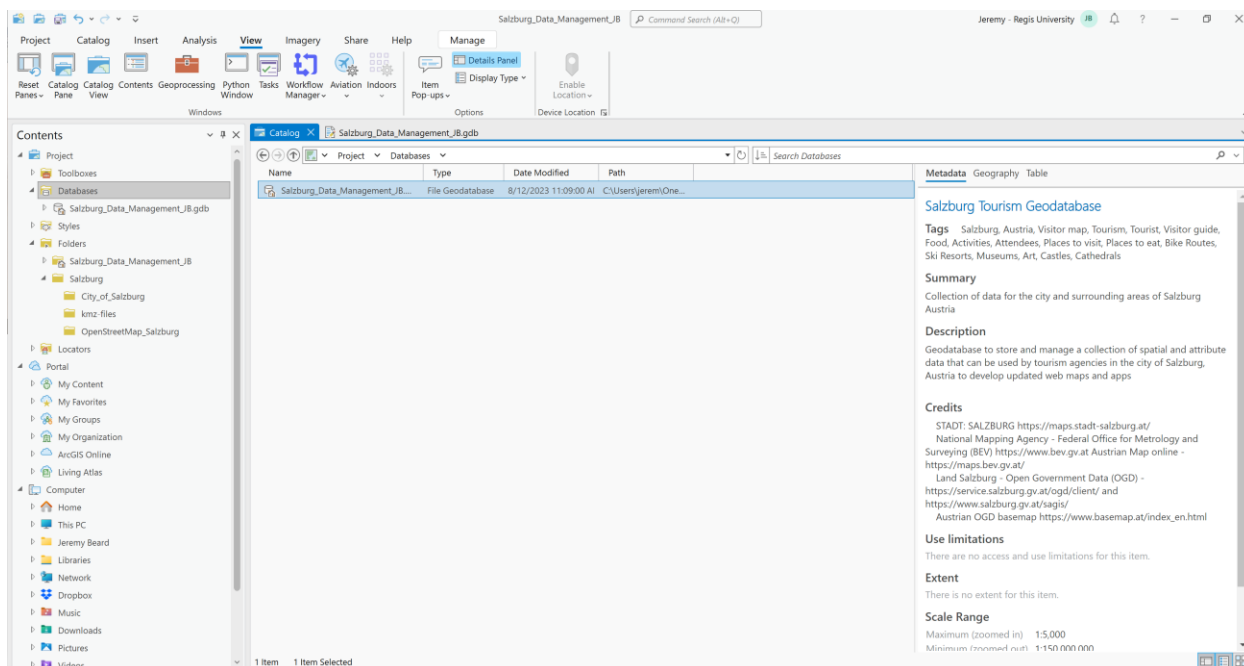 Salzburg_Data_Management_JB
Command Search (Alt+Q)
Jeremy - Regis University JB ?
Project Catalog Insert Analysis View Imagery Share Help Manage
Reset Panes Catalog Pane Catalog View Contents Geoprocessing Python Window Tasks Workflow Manager Aviation Indoors Item Pop-ups Details Panel Display Type Enable Location
Windows Options Device Location
Contents
Project
Toolboxes
Databases
Salzburg_Data_Management_JB.gdb
Styles
Folders
Salzburg_Data_Management_JB
Salzburg
City_of_Salzburg
kmz-files
OpenStreetMap_Salzburg
Locators
Portal
My Content
My Favorites
My Groups
My Organization
ArcGIS Online
Living Atlas
Computer
Home
This PC
Jeremy Beard
Libraries
Network
Dropbox
Music
Downloads
Pictures
Videos
Catalog Salzburg_Data_Management_JB.gdb
Project Databases Search Databases
Name Type Date Modified Path
Salzburg_Data_Management_JB... File Geodatabase 8/12/2023 11:09:00 AI C:\Users\jerem\One...
1 Item 1 Item Selected
Metadata Geography Table
Salzburg Tourism Geodatabase
Tags Salzburg, Austria, Visitor map, Tourism, Tourist, Visitor guide,
Food, Activities, Attendees, Places to visit, Places to eat, Bike Routes,
Ski Resorts, Museums, Art, Castles, Cathedrals
Summary
Collection of data for the city and surrounding areas of Salzburg
Austria
Description
Geodatabase to store and manage a collection of spatial and attribute
data that can be used by tourism agencies in the city of Salzburg,
Austria to develop updated web maps and apps
Credits
STADT: SALZBURG https://maps.stadt-salzburg.at/
National Mapping Agency - Federal Office for Metrology and
Surveying (BEV) https://www.bev.gv.at Austrian Map online -
https://maps.bev.gv.at/
Land Salzburg - Open Government Data (OGD) -
https://service.salzburg.gv.at/ogd/client/ and
https://www.salzburg.gv.at/sagis/
Austrian OGD basemap https://www.basemap.at/index_en.html
Use limitations
There are no access and use limitations for this item.
Extent
There is no extent for this item.
Scale Range
Maximum (zoomed in) 1:5,000
Minimum (zoomed out) 1:150,000,000